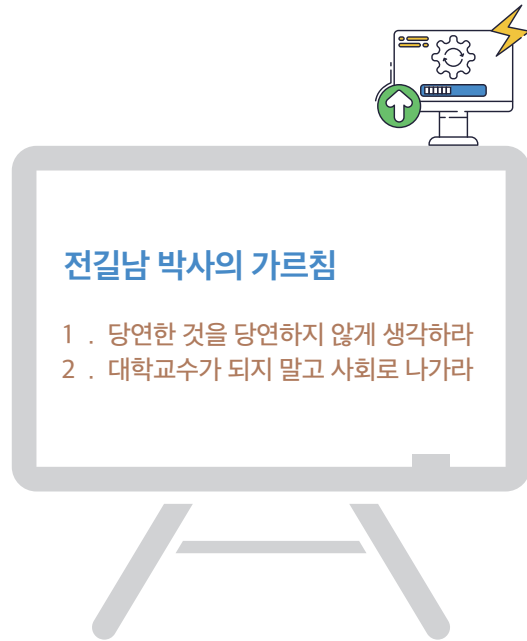 전길남 박사의 가르침
1 . 당연한 것을 당연하지 않게 생각하라
2 . 대학교수가 되지 말고 사회로 나가라